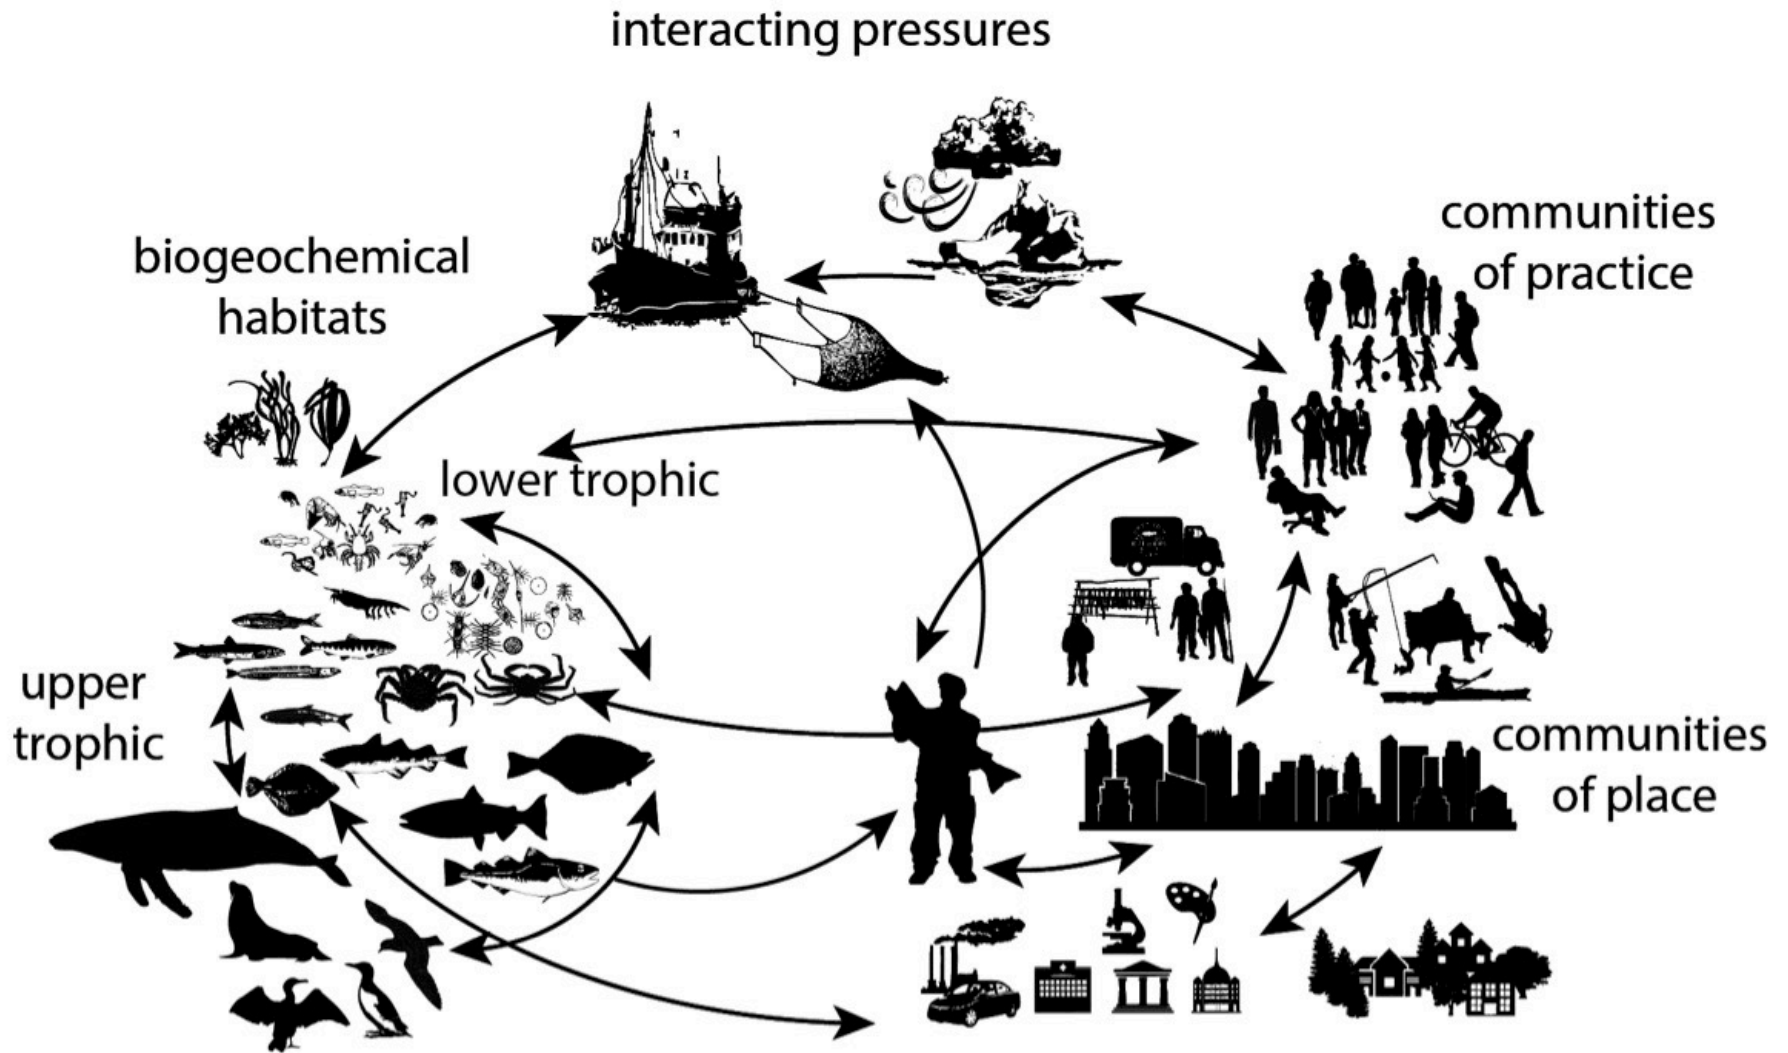 interacting pressures
communities
of practice
biogeochemical
habitats
lower trophic
upper
trophic
communities
of place